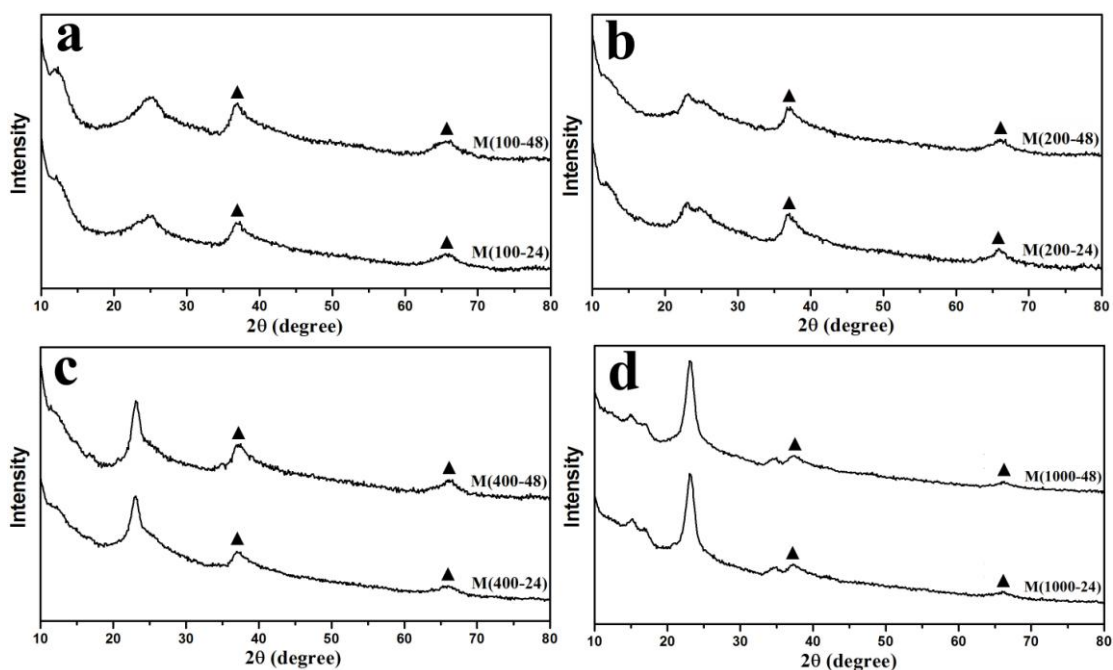 a
Intensity
M(100-48)
M(100-24)
10 20 30 40 50 60 70 80
2θ (degree)
b
Intensity
M(200-48)
M(200-24)
10 20 30 40 50 60 70 80
2θ (degree)
c
Intensity
M(400-48)
M(400-24)
10 20 30 40 50 60 70 80
2θ (degree)
d
Intensity
M(1000-48)
M(1000-24)
10 20 30 40 50 60 70 80
2θ (degree)